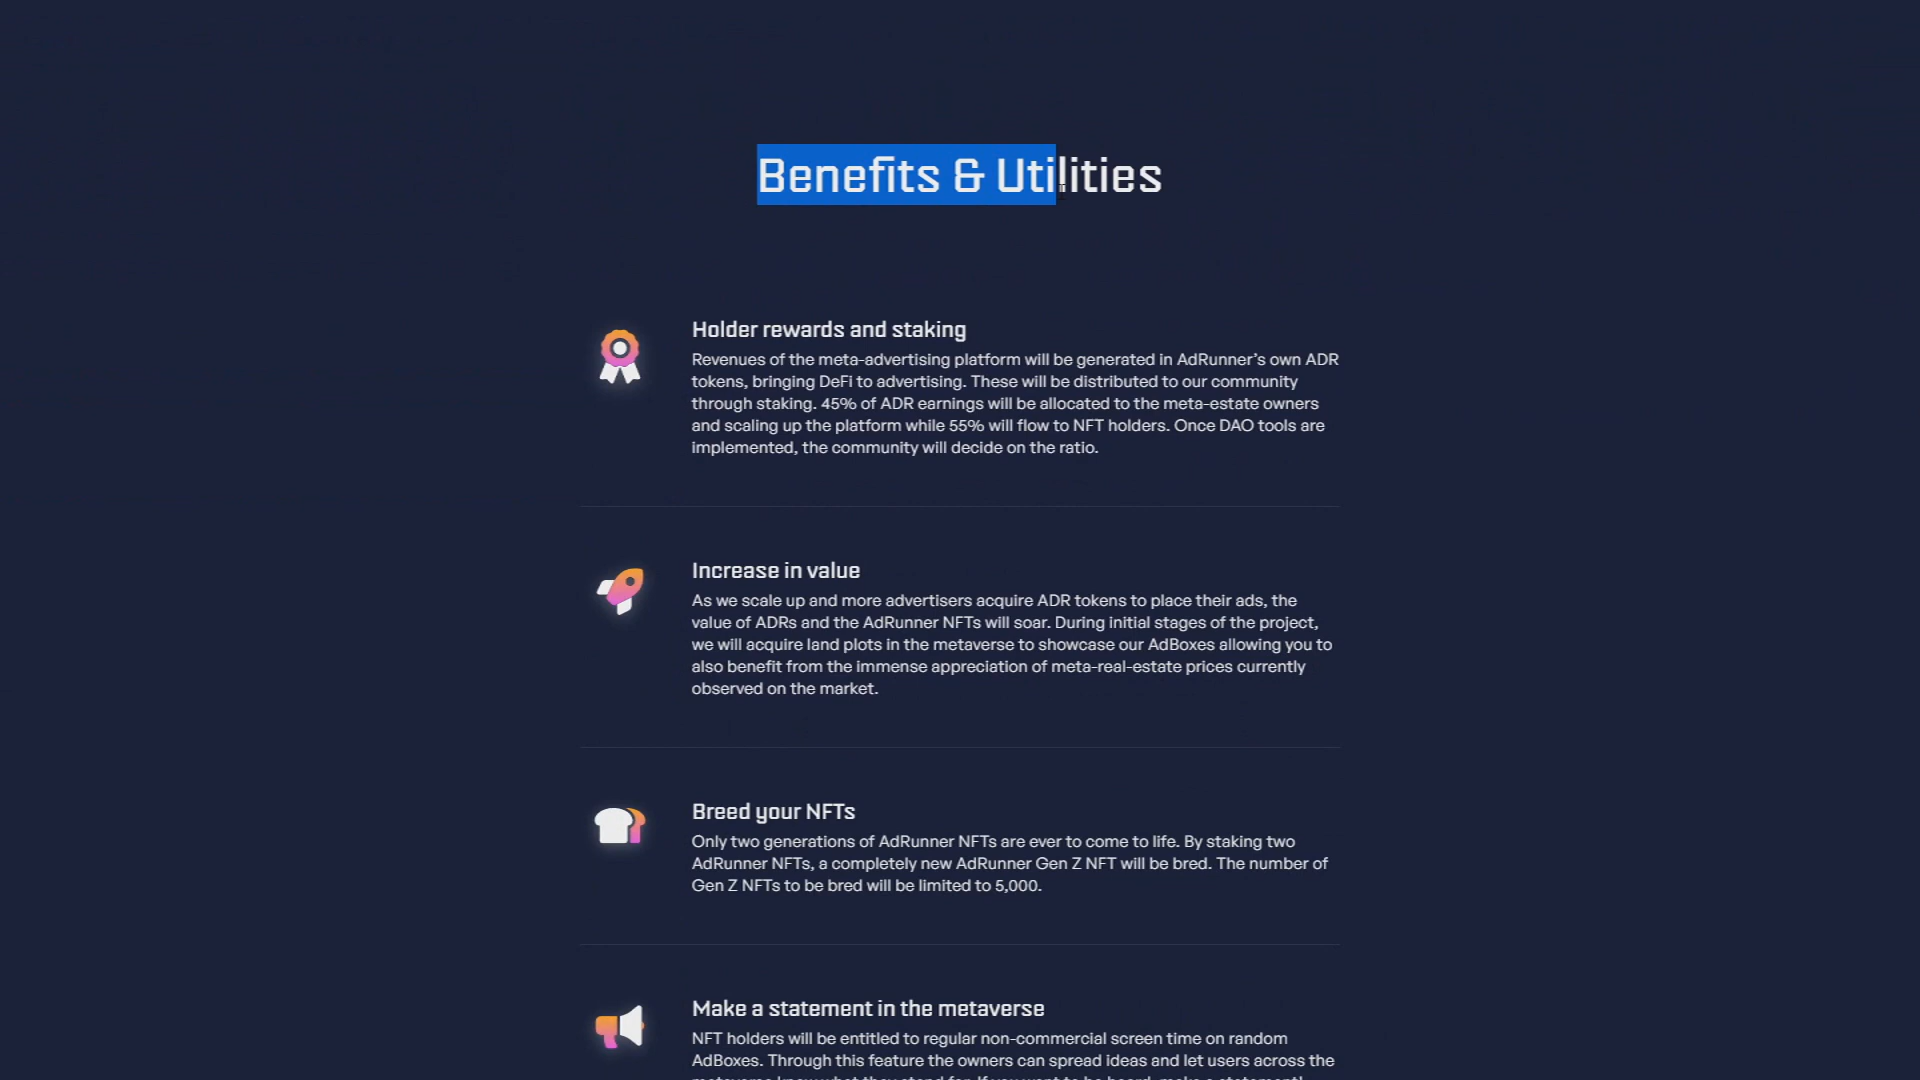 Benefits & Utilities
Holder rewards and staking
Revenues of the meta-advertising platform will be generated in AdRunner’s own ADR
tokens, bringing DeFi to advertising. These will be distributed to our community
through staking. 45% of ADR earnings will be allocated to the meta-estate owners
and scaling up the platform while 55% will flow to NFT holders. Once DAO tools are
implemented, the community will decide on the ratio.
Increase in value
As we scale up and more advertisers acquire ADR tokens to place their ads, the
value of ADRs and the AdRunner NFTs will soar. During initial stages of the project,
we will acquire land plots in the metaverse to showcase our AdBoxes allowing you to
also benefit from the immense appreciation of meta-real-estate prices currently
observed on the market.
Breed your NFTs
Only two generations of AdRunner NFTs are ever to come to life. By staking two
AdRunner NFTs, a completely new AdRunner Gen Z NFT will be bred. The number of
Gen Z NFTs to be bred will be limited to 5,000.
Make a statement in the metaverse
NFT holders will be entitled to regular non-commercial screen time on random
AdBoxes. Through this feature the owners can spread ideas and let users across the